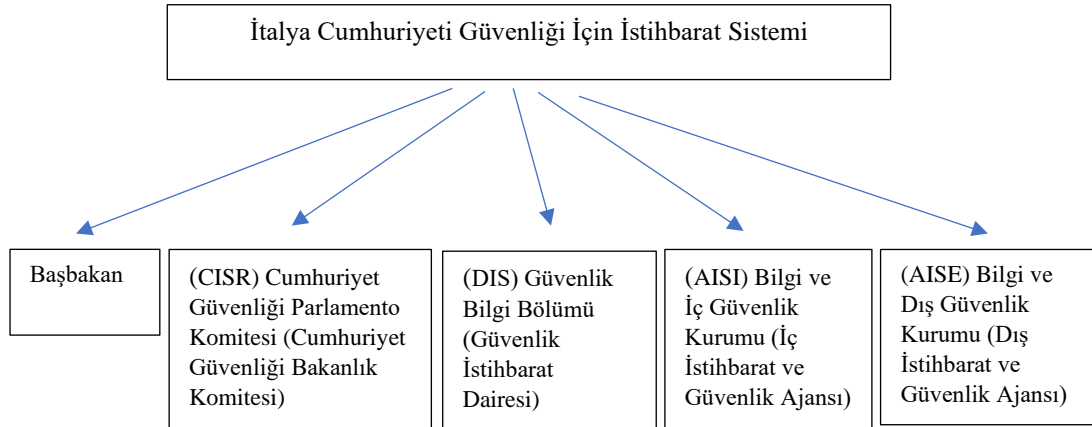 İtalya Cumhuriyeti Güvenliği İçin İstihbarat Sistemi
Başbakan
(CISR) Cumhuriyet
Güvenliği Parlamento
Komitesi (Cumhuriyet
Güvenliği Bakanlık
Komitesi)
(DIS) Güvenlik
Bilgi Bölümü
(Güvenlik
İstihbarat
Dairesi)
(AISI) Bilgi ve
İç Güvenlik
Kurumu (İç
İstihbarat ve
Güvenlik Ajansı)
(AISE) Bilgi ve
Dış Güvenlik
Kurumu (Dış
İstihbarat ve
Güvenlik Ajansı)